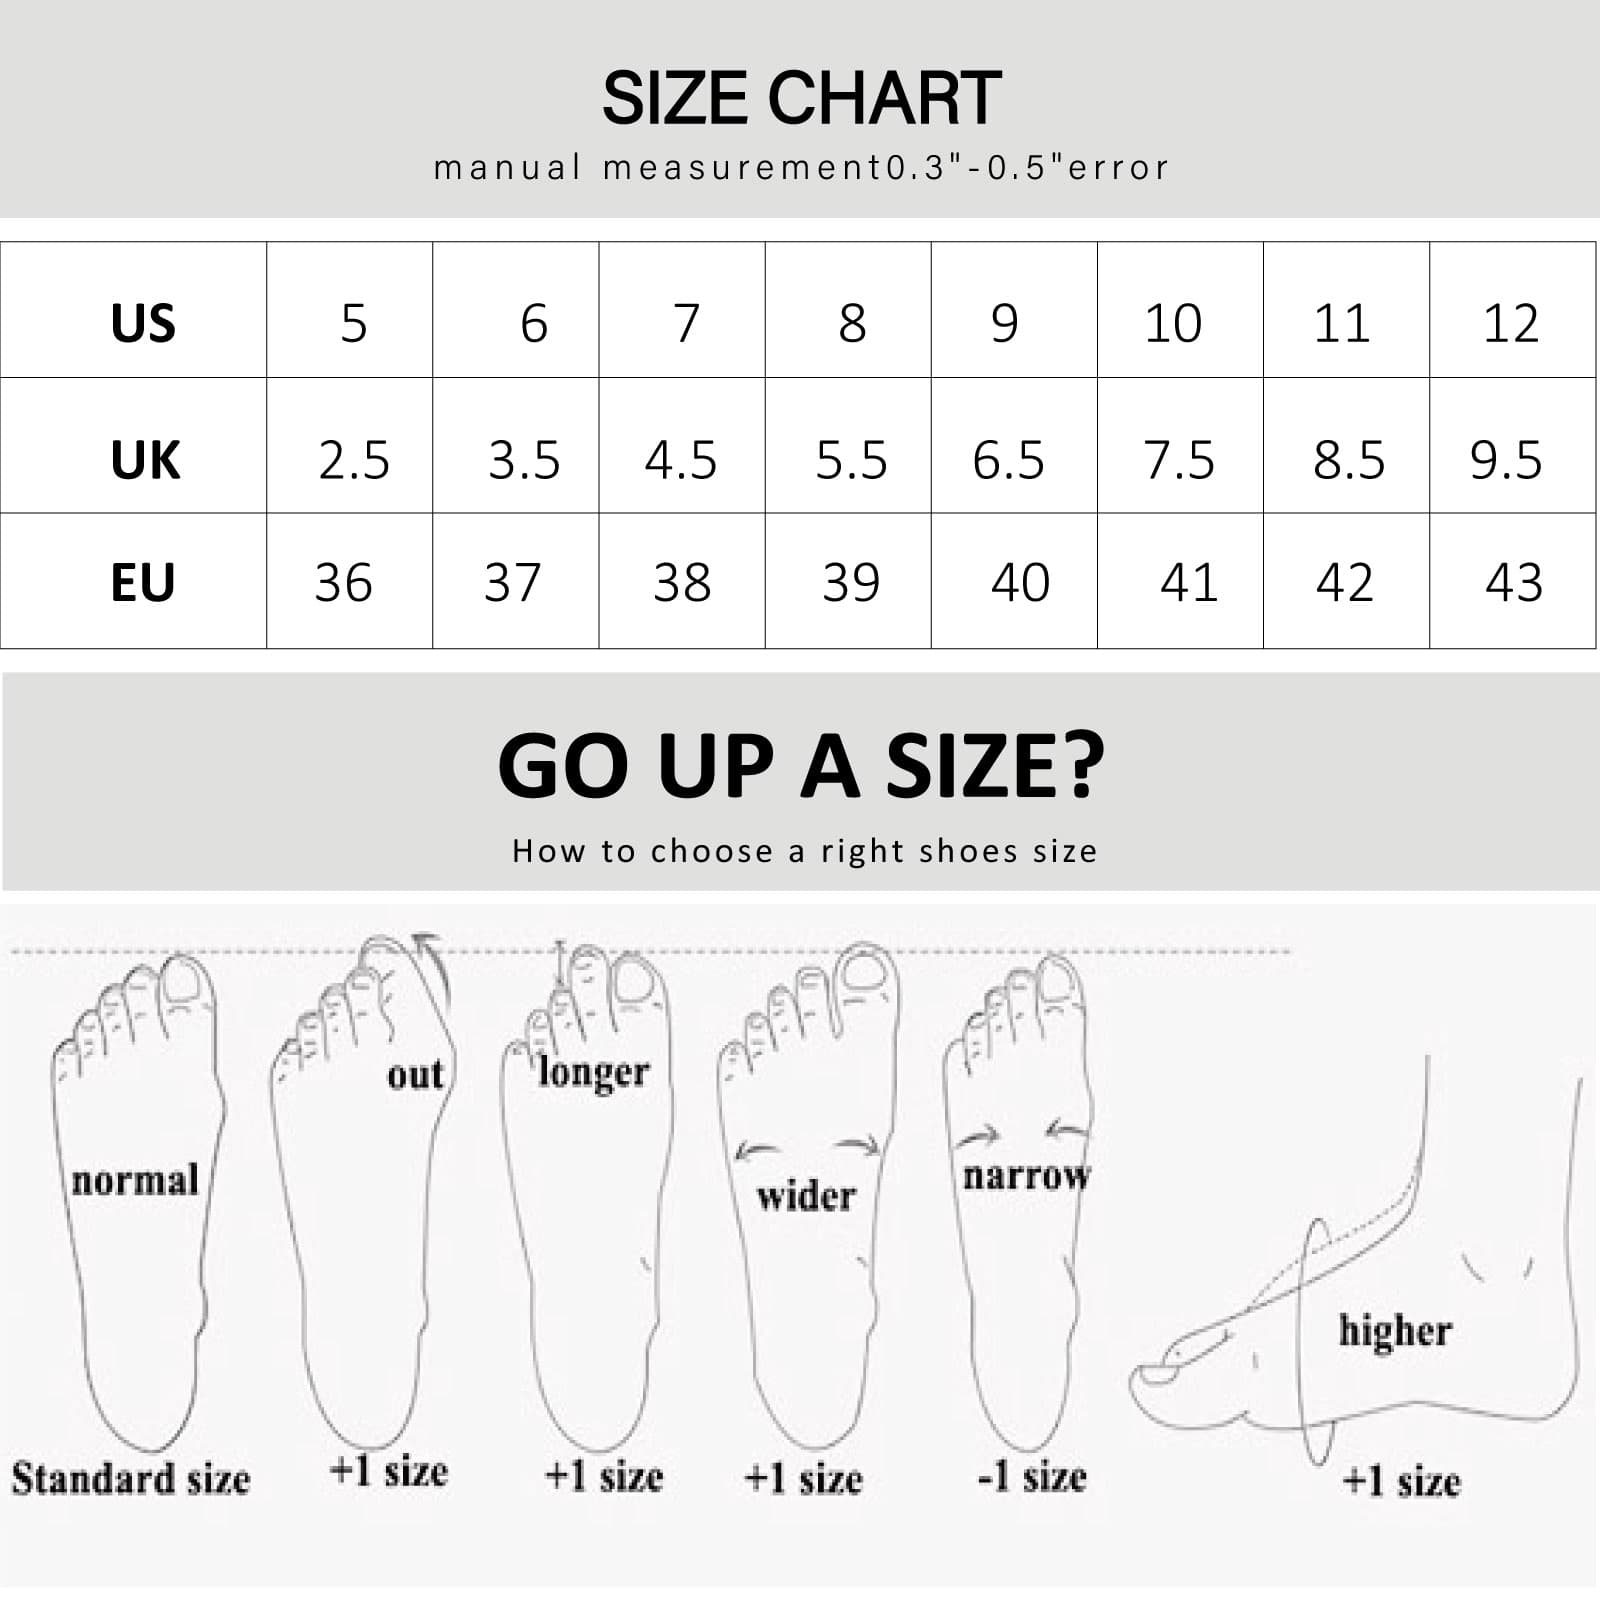 SIZE CHART
manual measurement0.3"-0.5"error
US 5 6 7 8 9 10 11 12
UK 2.5 3.5 4.5 5.5 6.5 7.5 8.5 9.5
EU 36 37 38 39 40 41 42 43
GO UP A SIZE?
How to choose a right shoes size
normal out longer wider narrow higher
Standard size +1 size +1 size +1 size -1 size +1 size